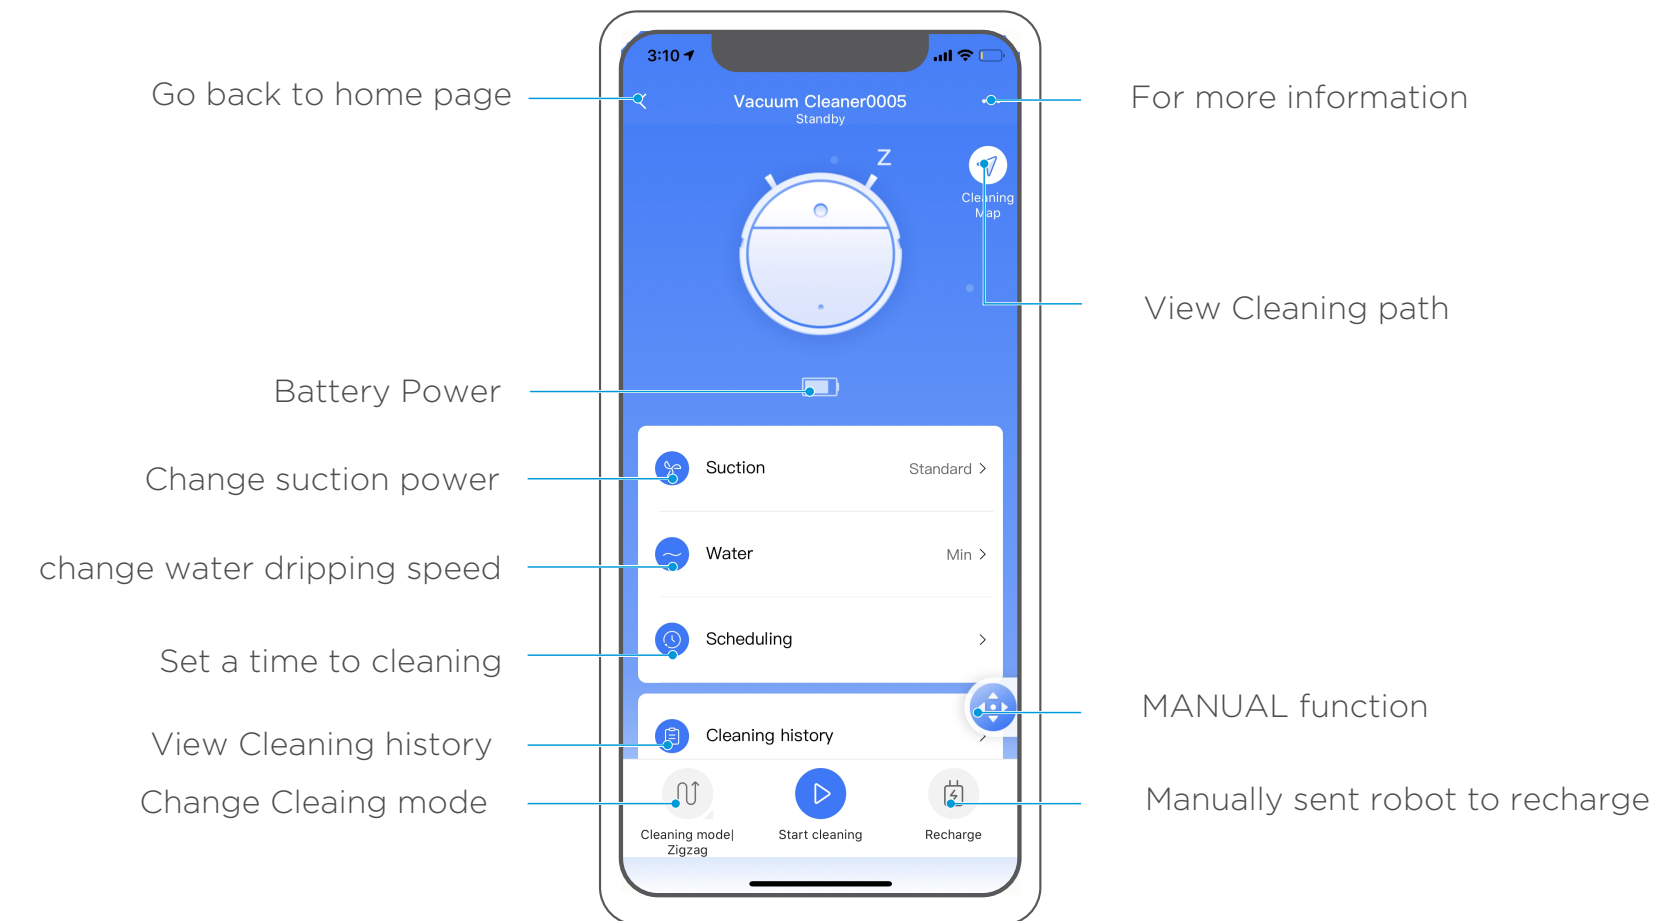 3:10
Go back to home page
Vacuum Cleaner0005
Standby
For more information
Z
Cleaning
Map
View Cleaning path
Battery Power
Change suction power
Suction
Standard
change water dripping speed
Water
Min
Set a time to cleaning
Scheduling
MANUAL function
View Cleaning history
Cleaning history
Change Cleaing mode
Manually sent robot to recharge
Cleaning mode|
Zigzag
Start cleaning
Recharge